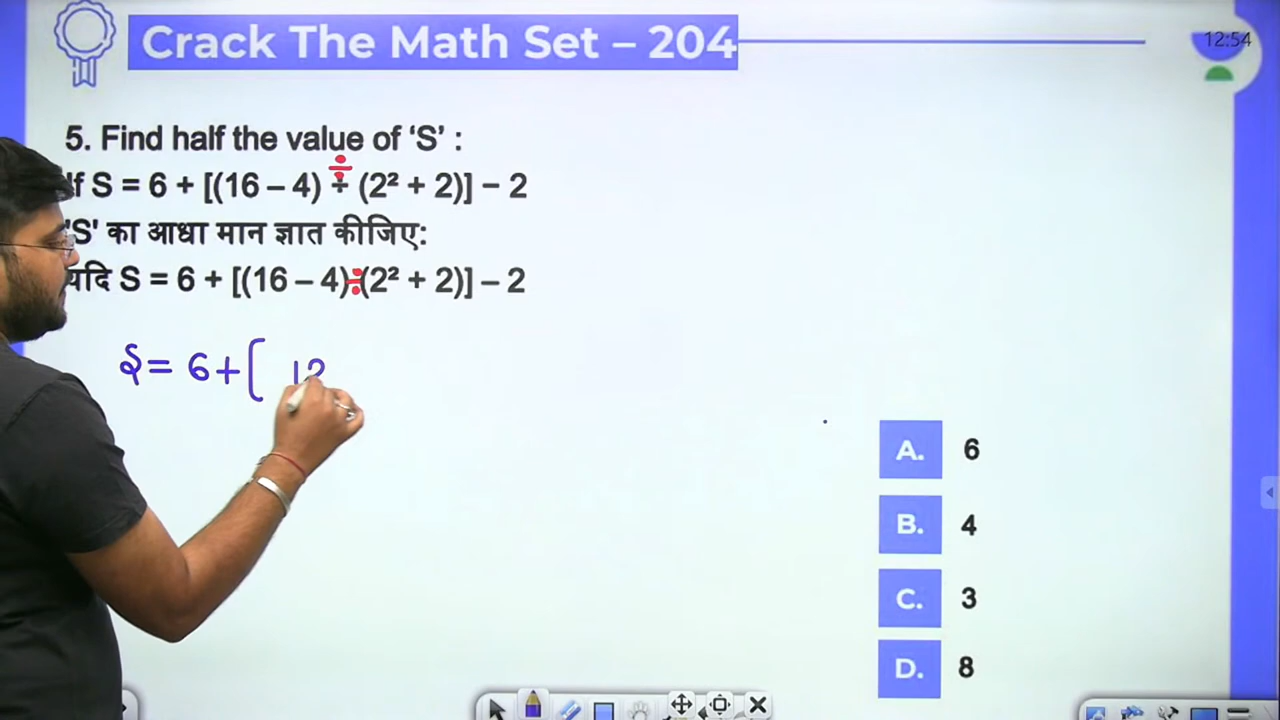 Crack The Math Set – 204
12:54
5. Find half the value of ‘S’ :
If S = 6 + [(16 – 4) ÷ (2² + 2)] − 2
'S' का आधा मान ज्ञात कीजिए:
यदि S = 6 + [(16 – 4)÷(2² + 2)] – 2
S = 6 + [ 12
A. 6
B. 4
C. 3
D. 8